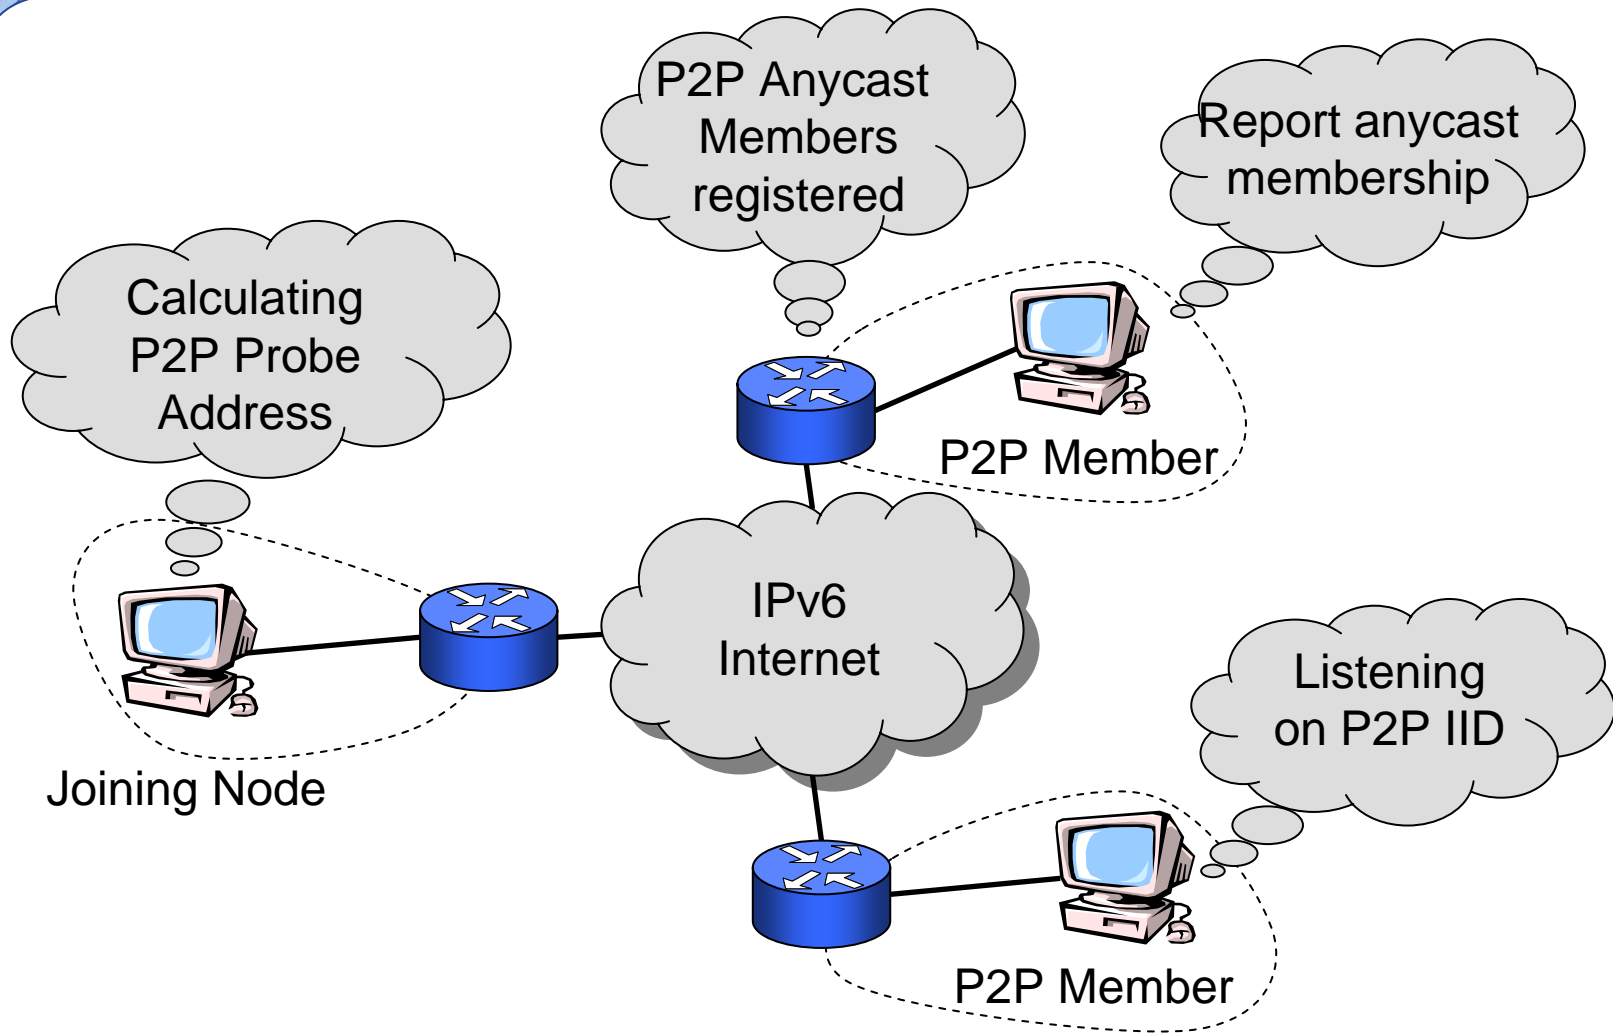 P2P Anycast
Members
registered
Report anycast
membership
Calculating
P2P Probe
Address
P2P Member
IPv6
Internet
Listening
on P2P IID
Joining Node
P2P Member